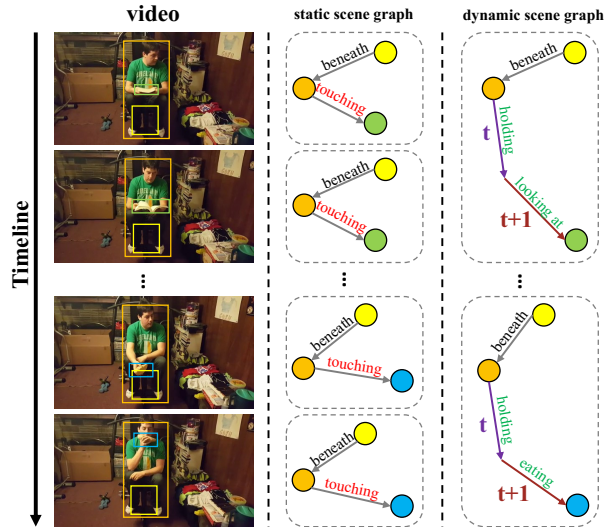 video
static scene graph
dynamic scene graph
Timeline
beneath
touching
beneath
touching
...
beneath
touching
beneath
touching
beneath
holding
t
looking at
t+1
...
beneath
holding
t
eating
t+1
...